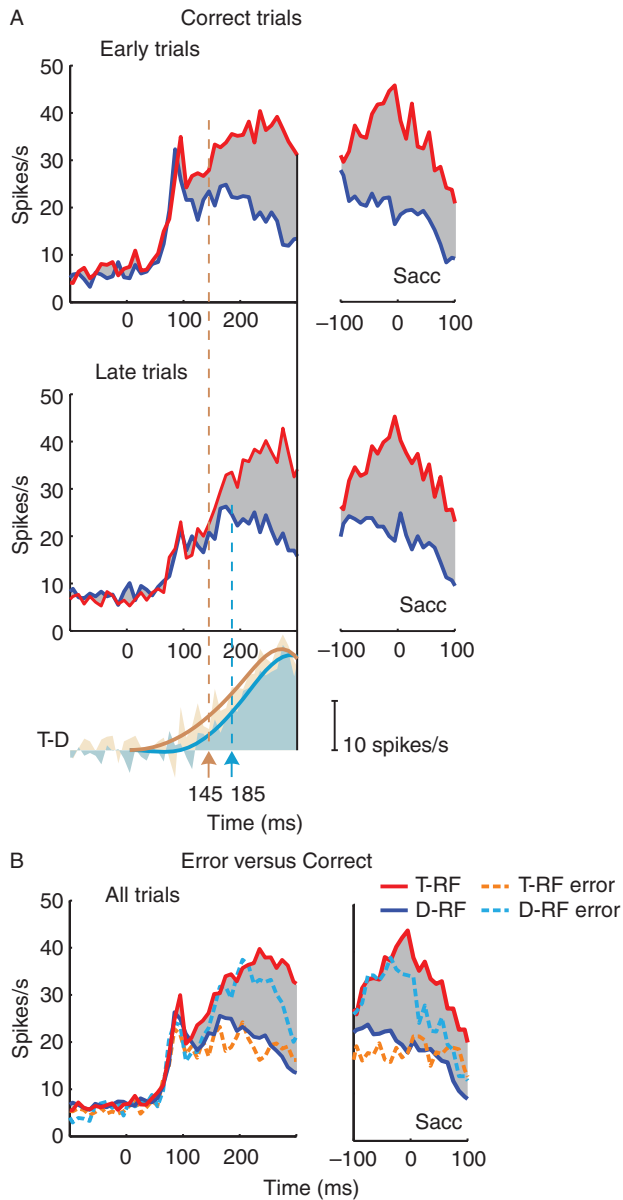 A
Correct trials
Early trials
50
40
30
20
10
0
Spikes/s
0 100 200
Sacc
–100 0 100
Late trials
50
40
30
20
10
0
Spikes/s
0 100 200
Sacc
–100 0 100
T-D
10 spikes/s
145 185
Time (ms)
B
Error versus Correct
All trials
T-RF T-RF error
D-RF D-RF error
50
40
30
20
10
0
Spikes/s
0 100 200
Sacc
–100 0 100
Time (ms)